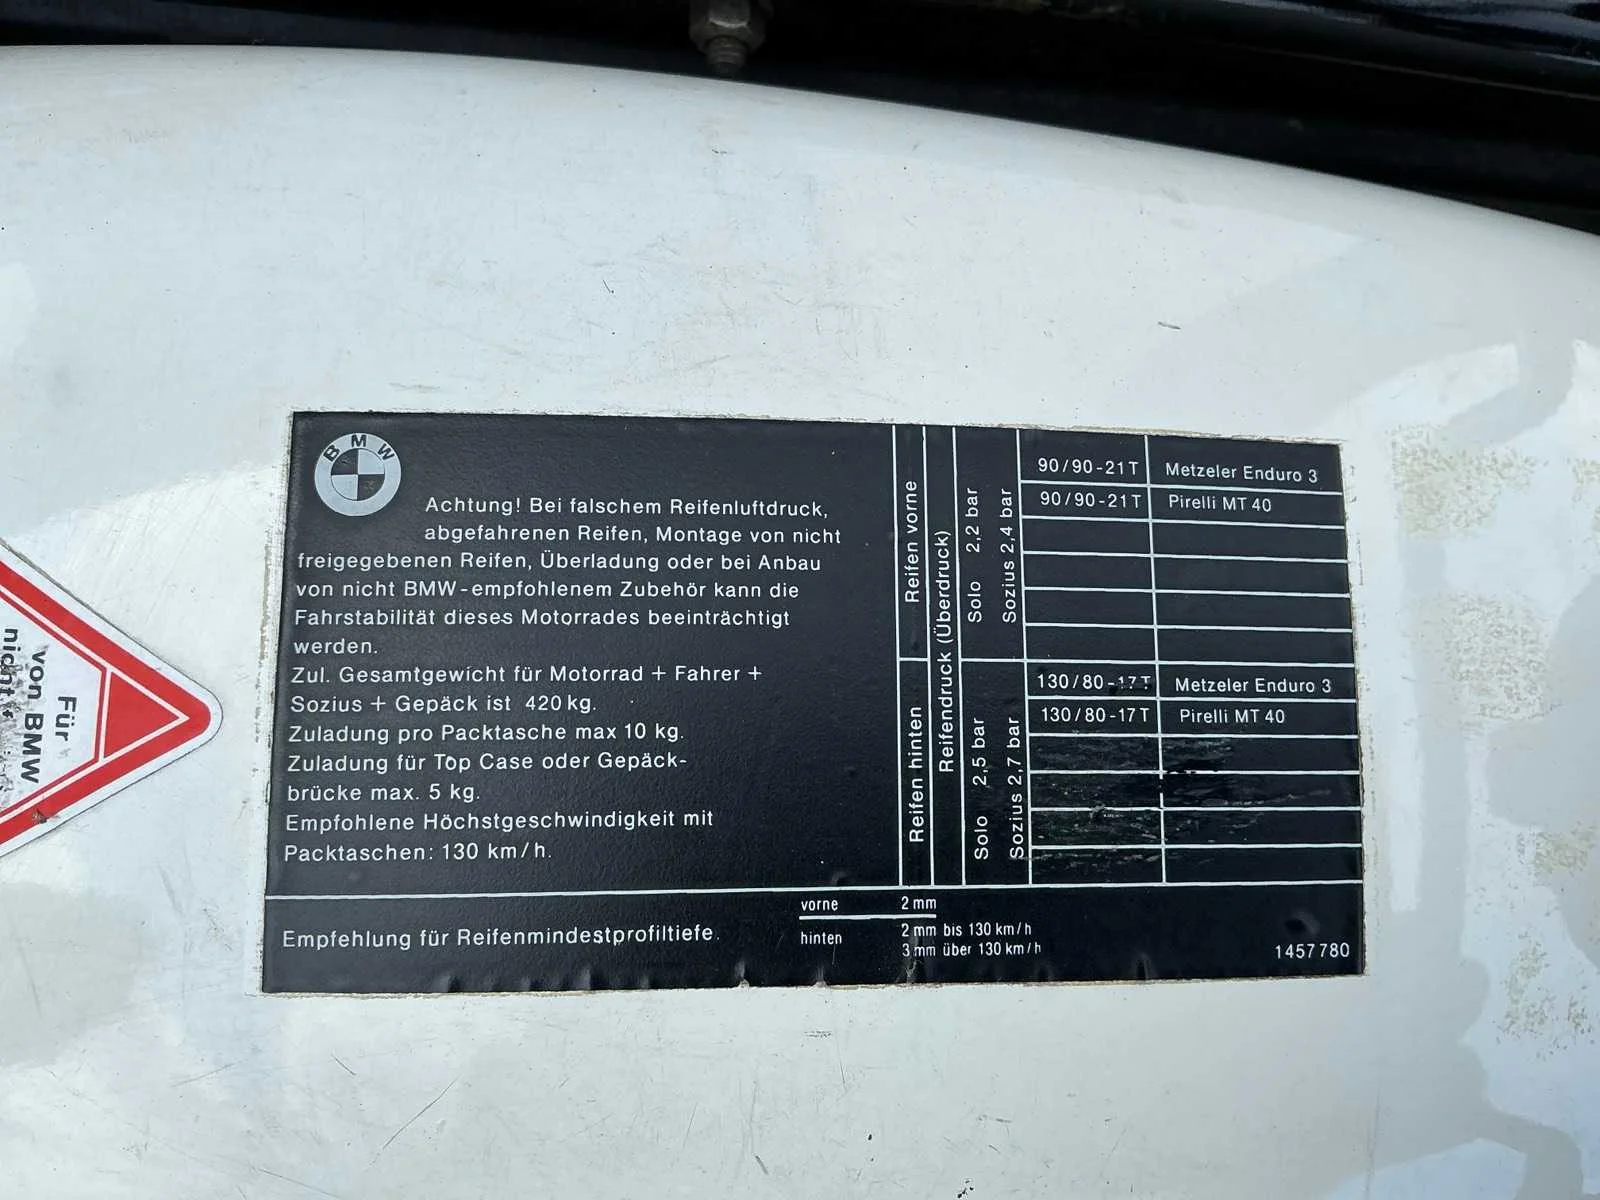 BMW
Achtung! Bei falschem Reifenluftdruck,
abgefahrenen Reifen, Montage von nicht
freigegebenen Reifen, Überladung oder bei Anbau
von nicht BMW-empfohlenem Zubehör kann die
Fahrstabilität dieses Motorrades beeinträchtigt
werden.
Zul. Gesamtgewicht für Motorrad + Fahrer +
Sozius + Gepäck ist 420 kg.
Zuladung pro Packtasche max 10 kg.
Zuladung für Top Case oder Gepäck-
brücke max. 5 kg.
Empfohlene Höchstgeschwindigkeit mit
Packtaschen: 130 km/h.
Reifen vorne
Reifen hinten
Reifendruck (Überdruck)
Solo 2,2 bar
Sozius 2,4 bar
Solo 2,5 bar
Sozius 2,7 bar
90/90-21T Metzeler Enduro 3
90/90-21T Pirelli MT 40
130/80-17T Metzeler Enduro 3
130/80-17T Pirelli MT 40
Empfehlung für Reifenmindestprofiltiefe.
vorne 2 mm
hinten 2 mm bis 130 km/h
3 mm über 130 km/h
1457780
Für
von BMW
nicht